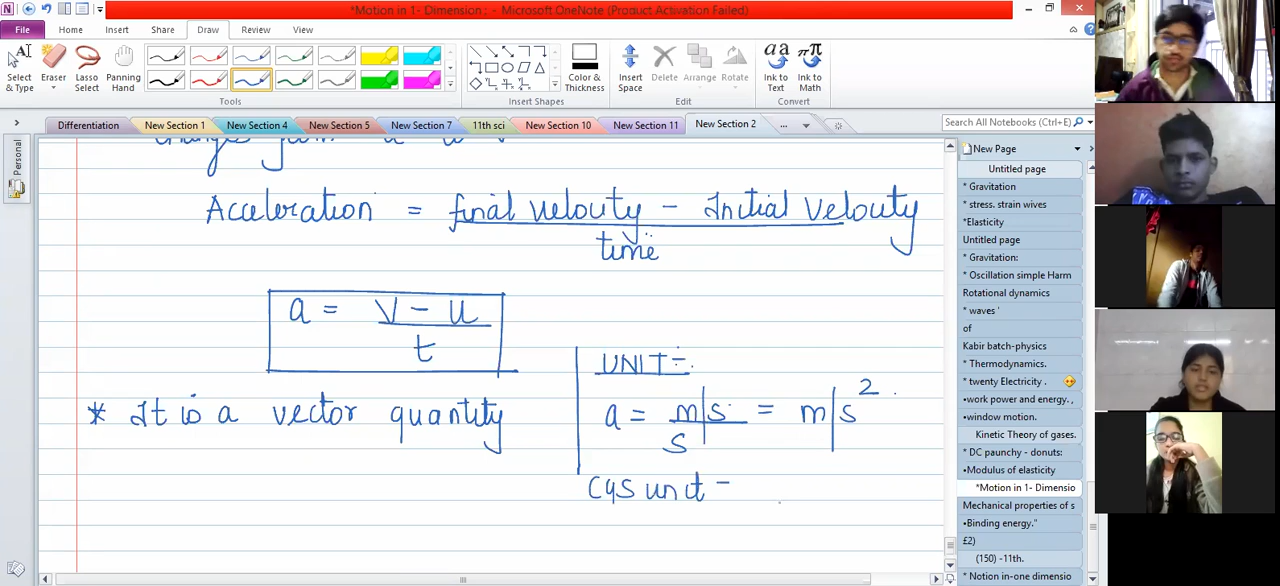 *Motion in 1- Dimension : - Microsoft OneNote (Product Activation Failed)
File Home Insert Share Draw Review View
Select & Type Eraser Lasso Select Panning Hand Color & Thickness Insert Space Delete Arrange Rotate Ink to Text Ink to Math
Tools Insert Shapes Edit Convert
Differentiation New Section 1 New Section 4 New Section 5 New Section 7 11th sci New Section 10 New Section 11 New Section 2 ... Search All Notebooks (Ctrl+E)
Personal
Acceleration = final velouty - Initial velouty
time
a = v - u
t
* It is a vector quantity
UNIT :-
a = m/s = m/s2
s
CGS unit -
New Page
Untitled page
* Gravitation
* stress. strain wives
*Elasticity
Untitled page
* Gravitation:
* Oscillation simple Harm
Rotational dynamics
* waves '
of
Kabir batch-physics
* Thermodynamics.
* twenty Electricity .
•work power and energy. ,
•window motion.
Kinetic Theory of gases.
* DC paunchy - donuts:
•Modulus of elasticity
*Motion in 1- Dimensio
Mechanical properties of s
•Binding energy."
£2)
(150) -11th.
* Notion in-one dimensio